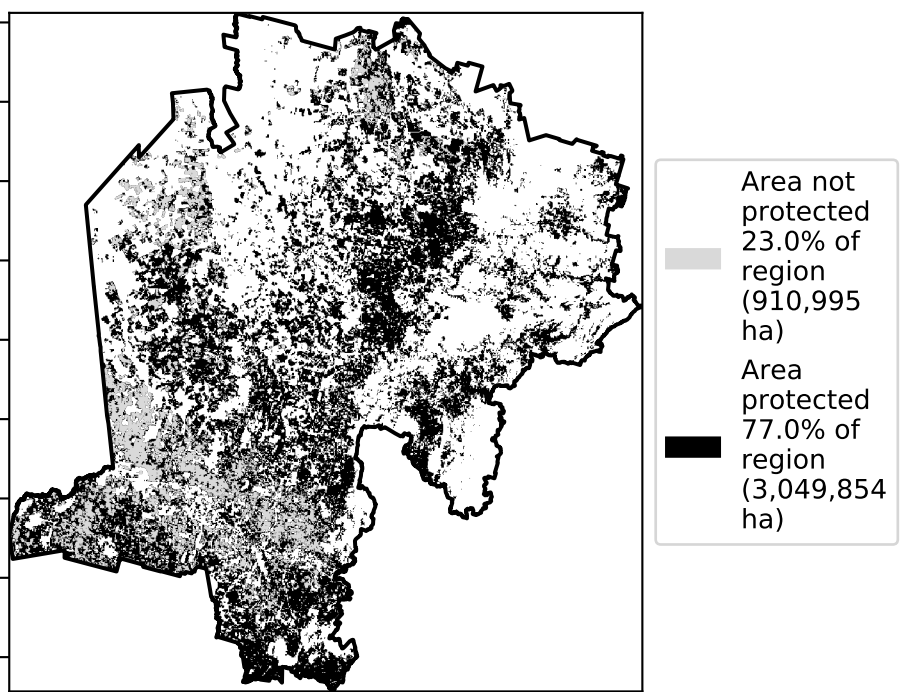 Area not
protected
23.0% of
region
(910,995
ha)
Area
protected
77.0% of
region
(3,049,854
ha)